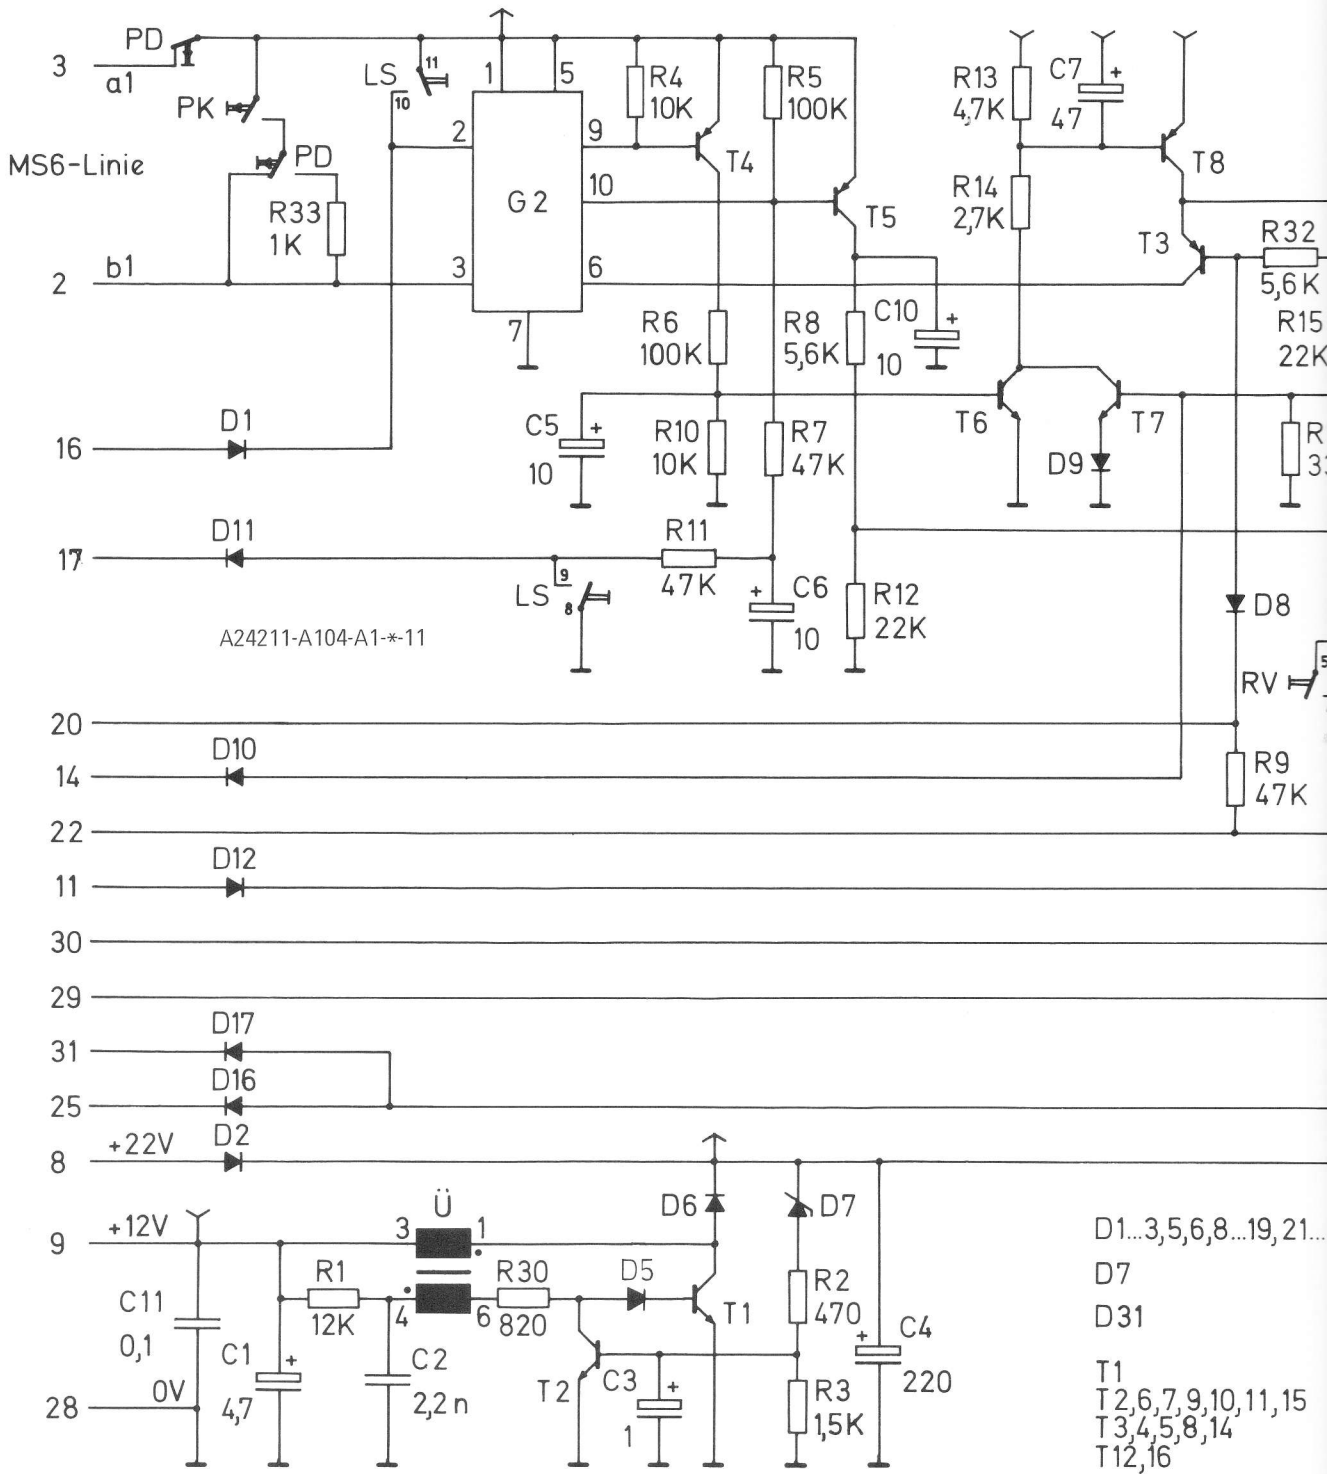 PD
3
a1
LS
11
10
1
5
R4
10K
R5
100K
R13
4,7K
C7
+
47
PK
2
9
T4
T8
MS6-Linie
PD
R33
1K
10
G2
T5
R14
2,7K
T3
R32
5,6K
2
b1
3
6
7
R6
100K
R8
5,6K
C10
+
10
R15
22K
D1
16
C5
+
10
R10
10K
R7
47K
T6
T7
D9
R
D11
17
R11
47K
LS
9
8
+
C6
10
R12
22K
D8
A24211-A104-A1-*-11
RV
5
20
D10
14
R9
47K
22
D12
11
30
29
D17
31
D16
25
D2
8
+22V
Ü
D6
D7
9
+12V
3
1
D1...3,5,6,8...19,21...
D7
D31
R1
12K
4
6
R30
820
D5
T1
R2
470
C11
0,1
C1
+
4,7
C2
2,2n
T2
C3
+
1
R3
1,5K
+
C4
220
28
0V
T1
T2,6,7,9,10,11,15
T3,4,5,8,14
T12,16